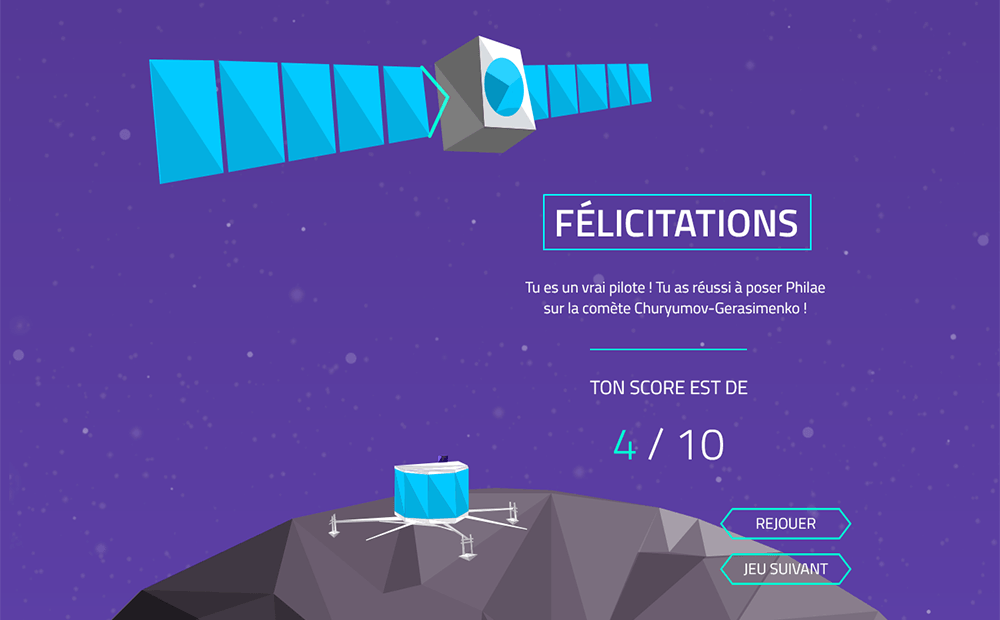 FÉLICITATIONS
Tu es un vrai pilote ! Tu as réussi à poser Philae
sur la comète Churyumov-Gerasimenko !
TON SCORE EST DE
4 / 10
REJOUER
JEU SUIVANT